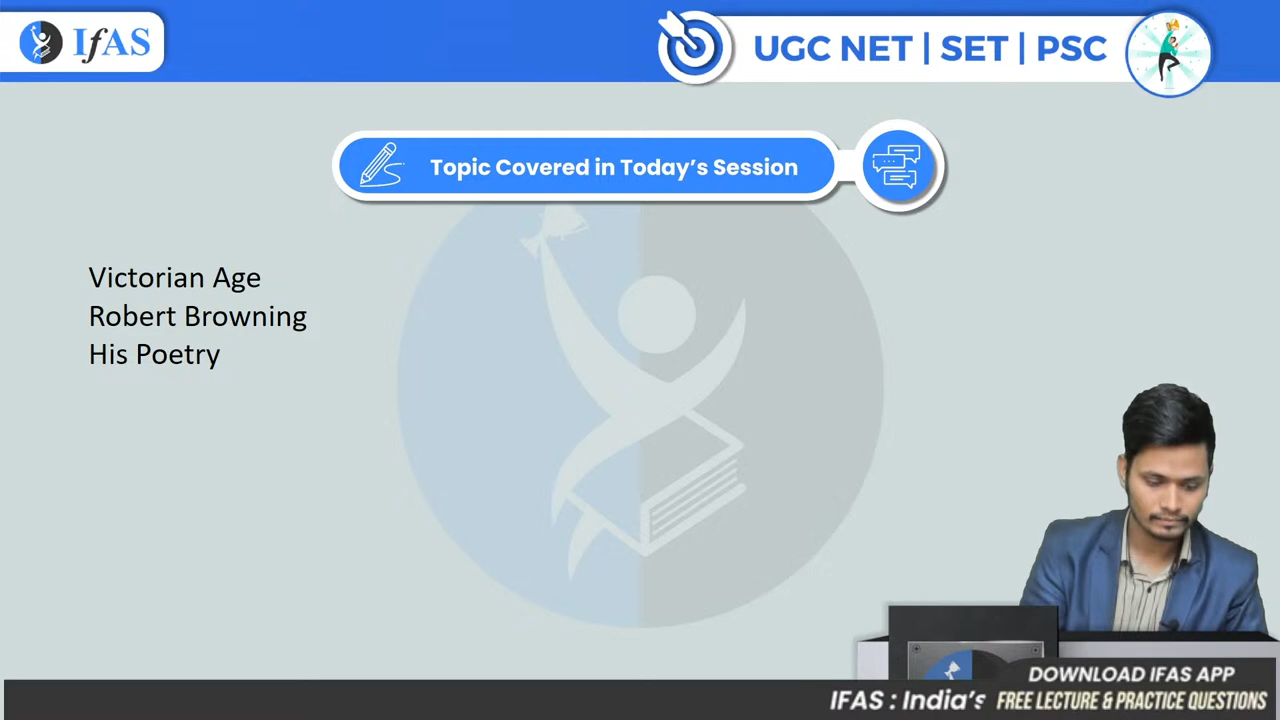 IfAS
UGC NET | SET | PSC
Topic Covered in Today's Session
Victorian Age
Robert Browning
His Poetry
DOWNLOAD IFAS APP
IFAS : India's
FREE LECTURE & PRACTICE QUESTIONS